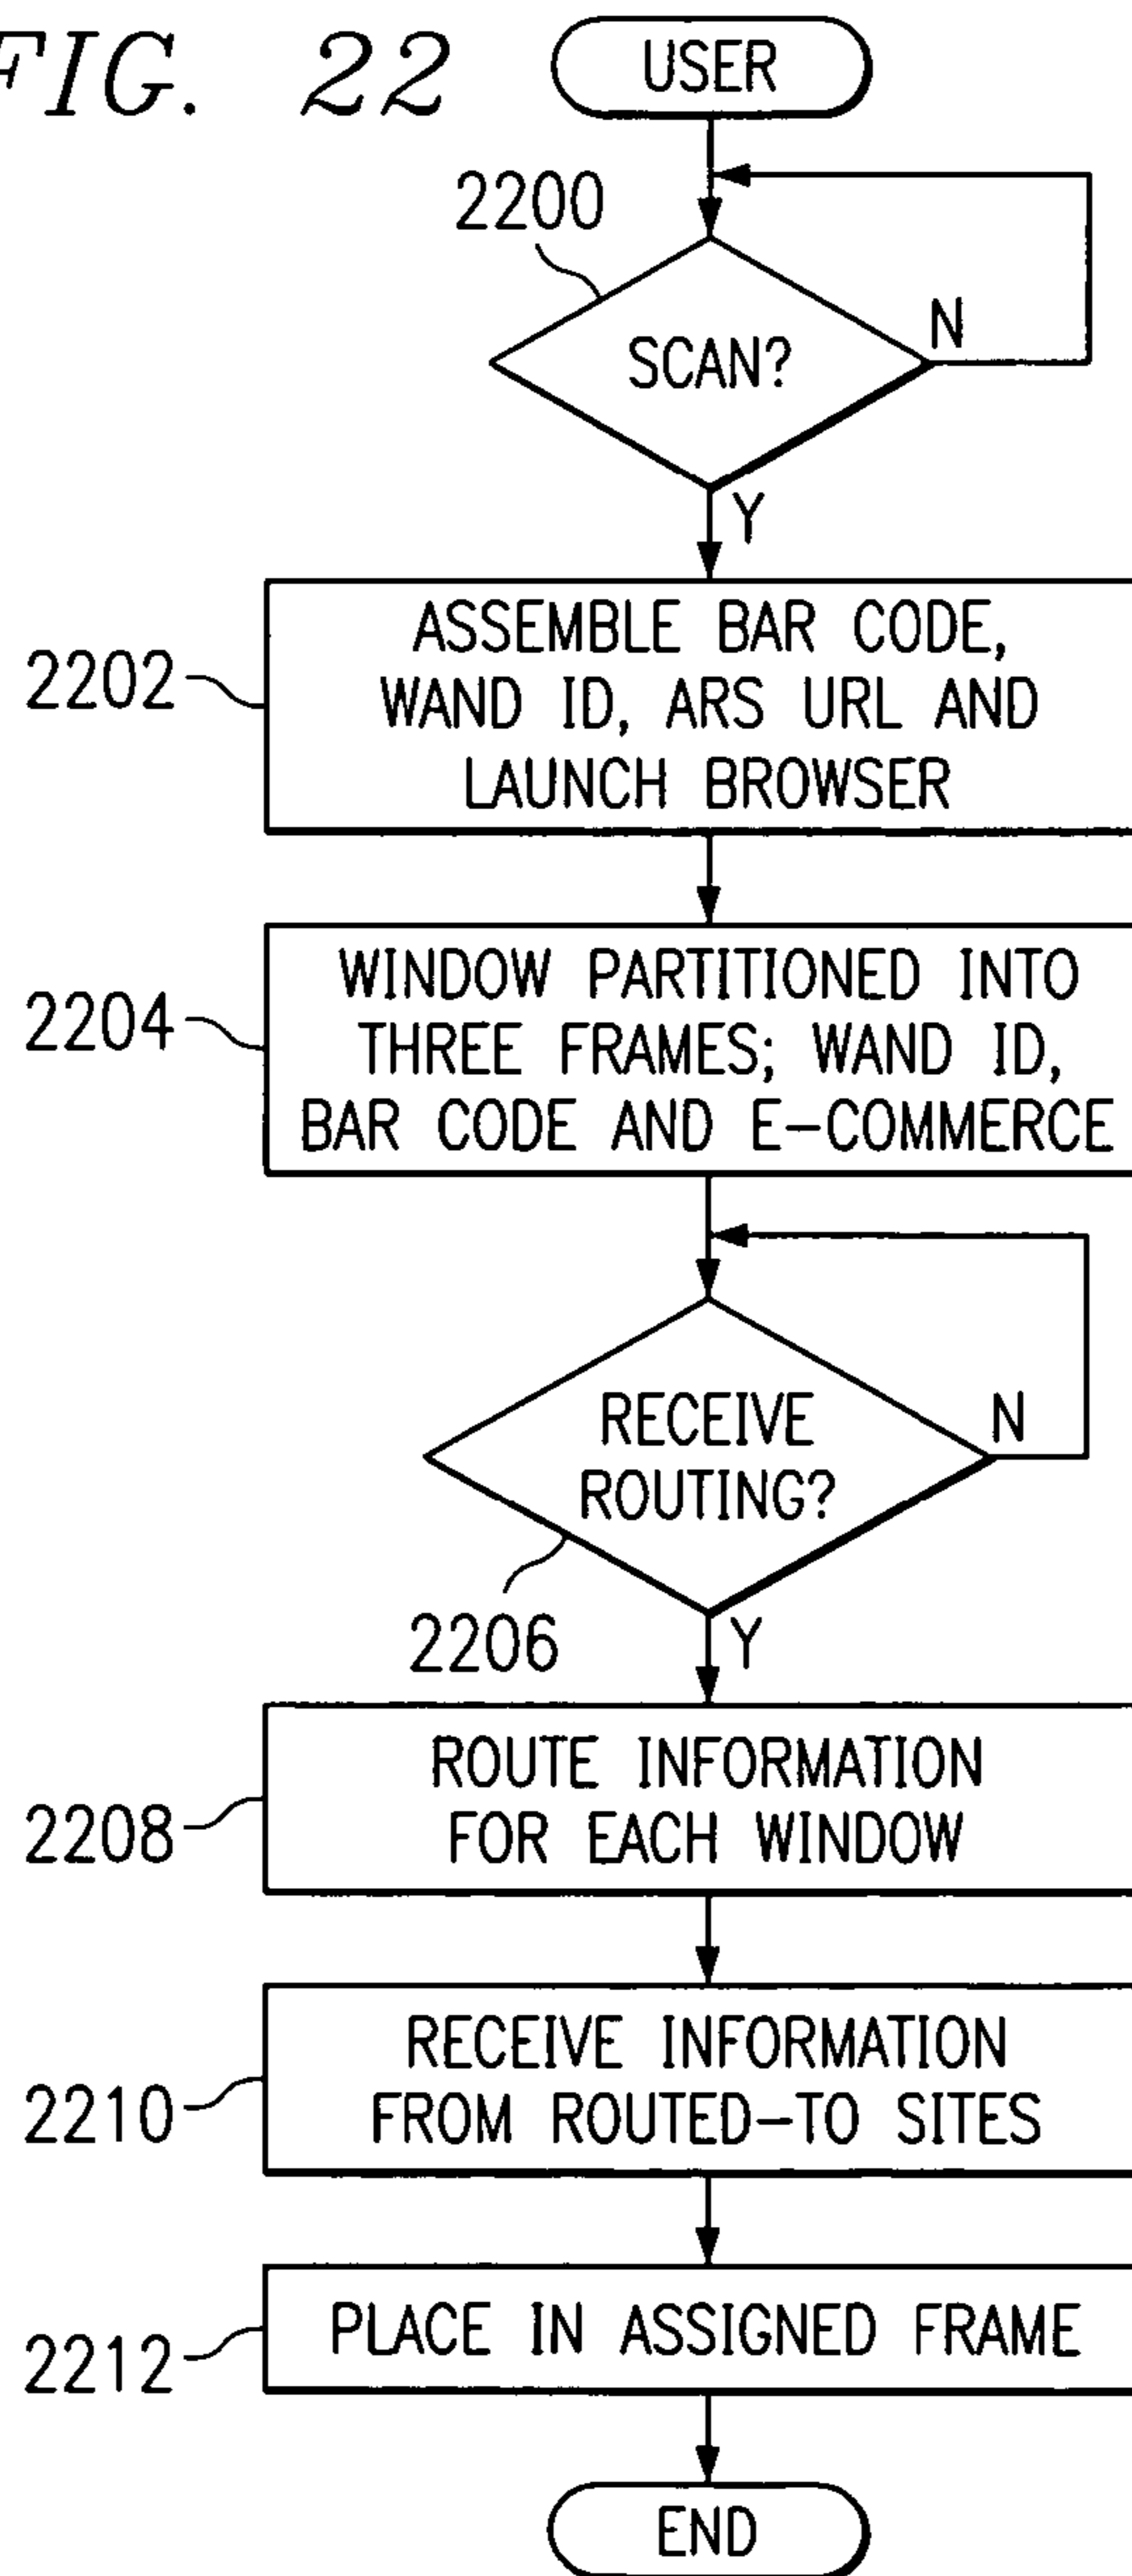 FIG. 22
USER
2200
SCAN?
N
Y
2202
ASSEMBLE BAR CODE,
WAND ID, ARS URL AND
LAUNCH BROWSER
2204
WINDOW PARTITIONED INTO
THREE FRAMES; WAND ID,
BAR CODE AND E-COMMERCE
RECEIVE
ROUTING?
N
2206
Y
2208
ROUTE INFORMATION
FOR EACH WINDOW
2210
RECEIVE INFORMATION
FROM ROUTED-TO SITES
2212
PLACE IN ASSIGNED FRAME
END